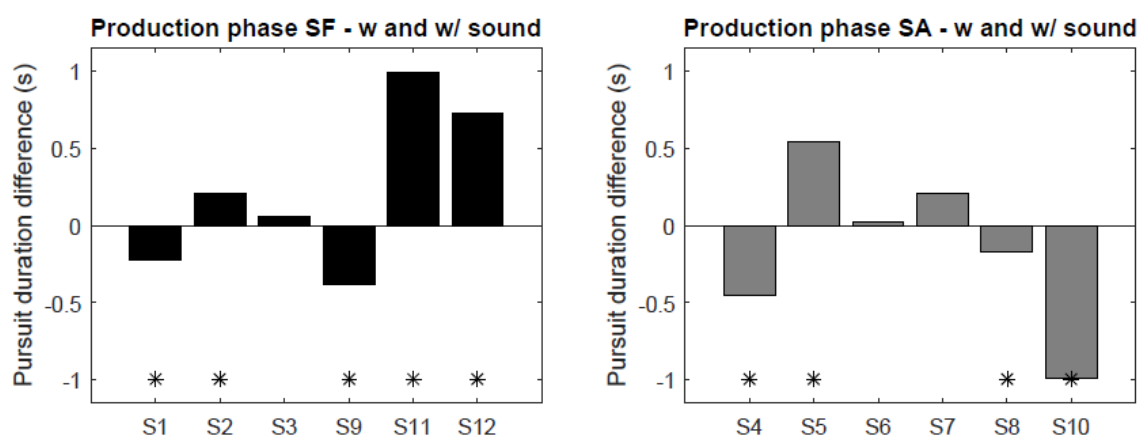 Production phase SF - w and w/ sound
Pursuit duration difference (s)
1
0.5
0
-0.5
-1
* * * * *
S1 S2 S3 S9 S11 S12
Production phase SA - w and w/ sound
Pursuit duration difference (s)
1
0.5
0
-0.5
-1
* * * *
S4 S5 S6 S7 S8 S10